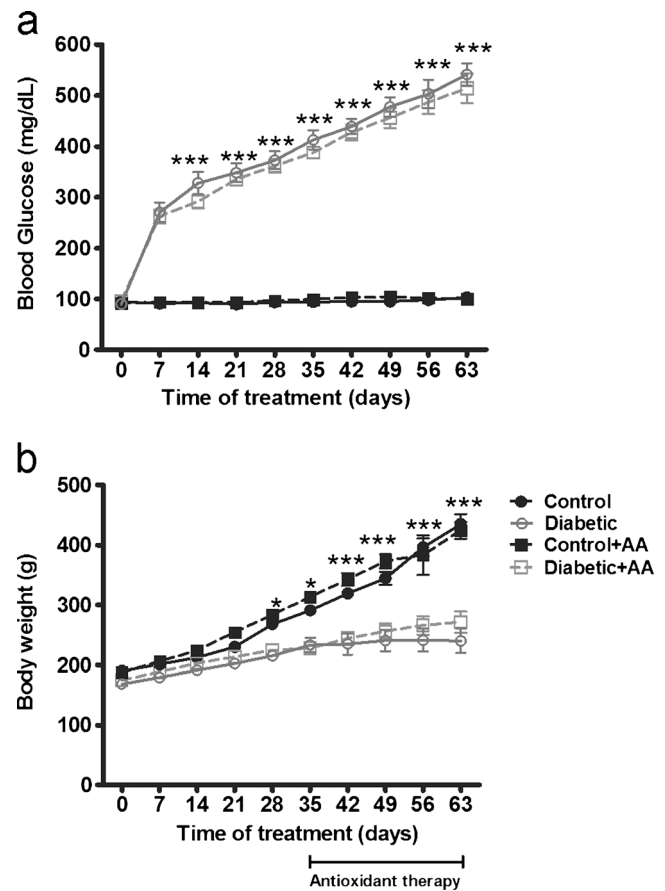 a
600
500
400
300
200
100
0
Blood Glucose (mg/dL)
*** *** *** *** *** *** *** ***
0 7 14 21 28 35 42 49 56 63
Time of treatment (days)
b
500
400
300
200
100
0
Body weight (g)
* * *** *** *** ***
0 7 14 21 28 35 42 49 56 63
Time of treatment (days)
Antioxidant therapy
Control
Diabetic
Control+AA
Diabetic+AA